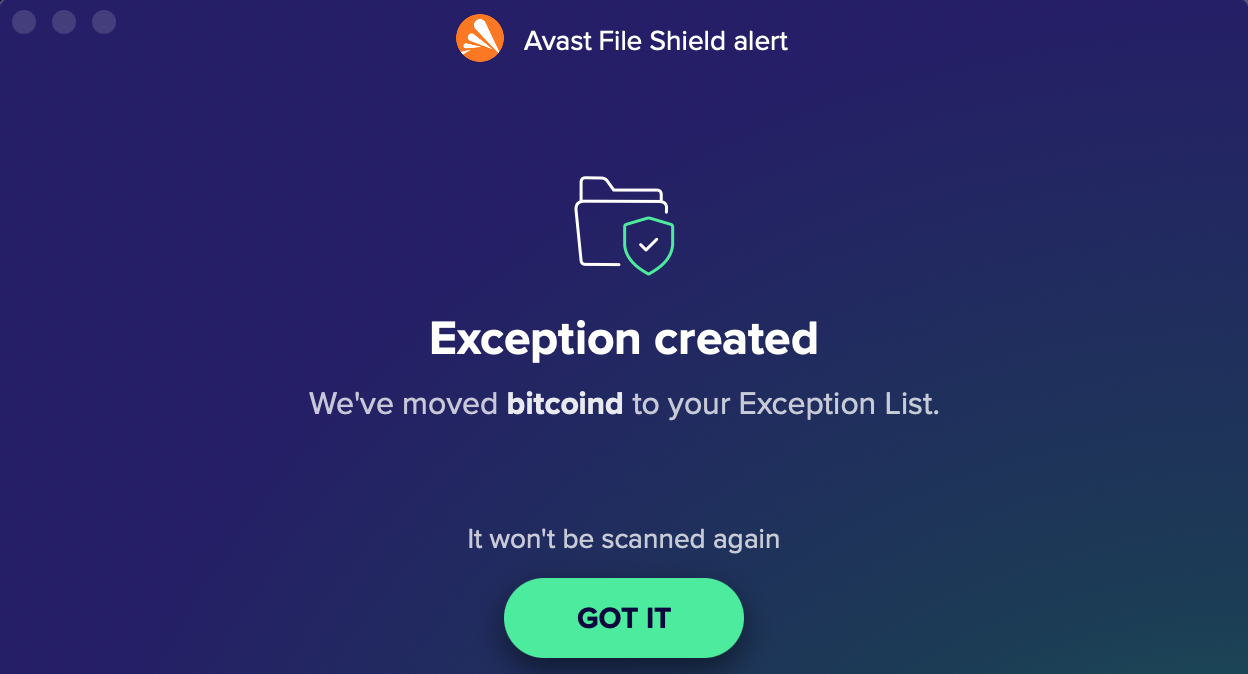 Avast File Shield alert
Exception created
We've moved bitcoind to your Exception List.
It won't be scanned again
GOT IT